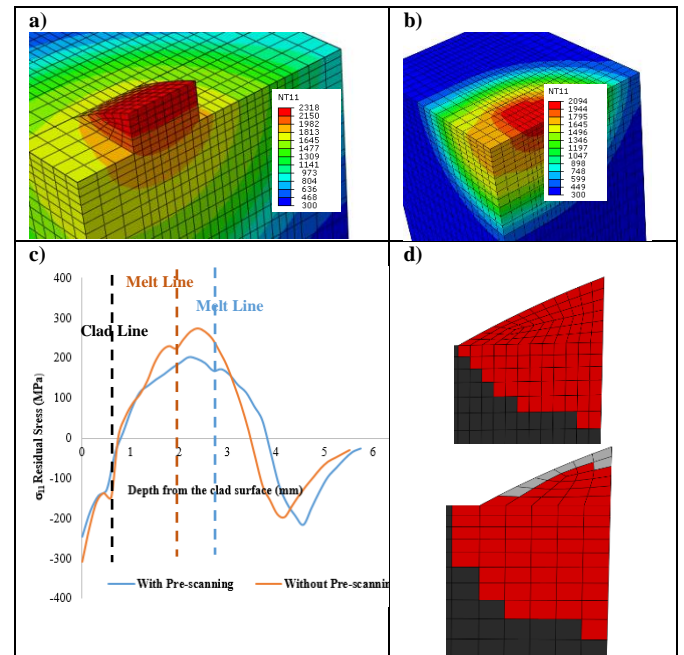 a)
NT11
2318
2150
1982
1813
1645
1477
1309
1141
973
804
636
468
300
b)
NT11
2094
1944
1795
1645
1496
1346
1197
1047
898
748
599
449
300
c)
400
300
200
100
0
-100
-200
-300
-400
σ11 Residual Sress (MPa)
Melt Line
Melt Line
Clad Line
0 1 2 3 4 5 6
Depth from the clad surface (mm)
With Pre-scanning
Without Pre-scannin
d)